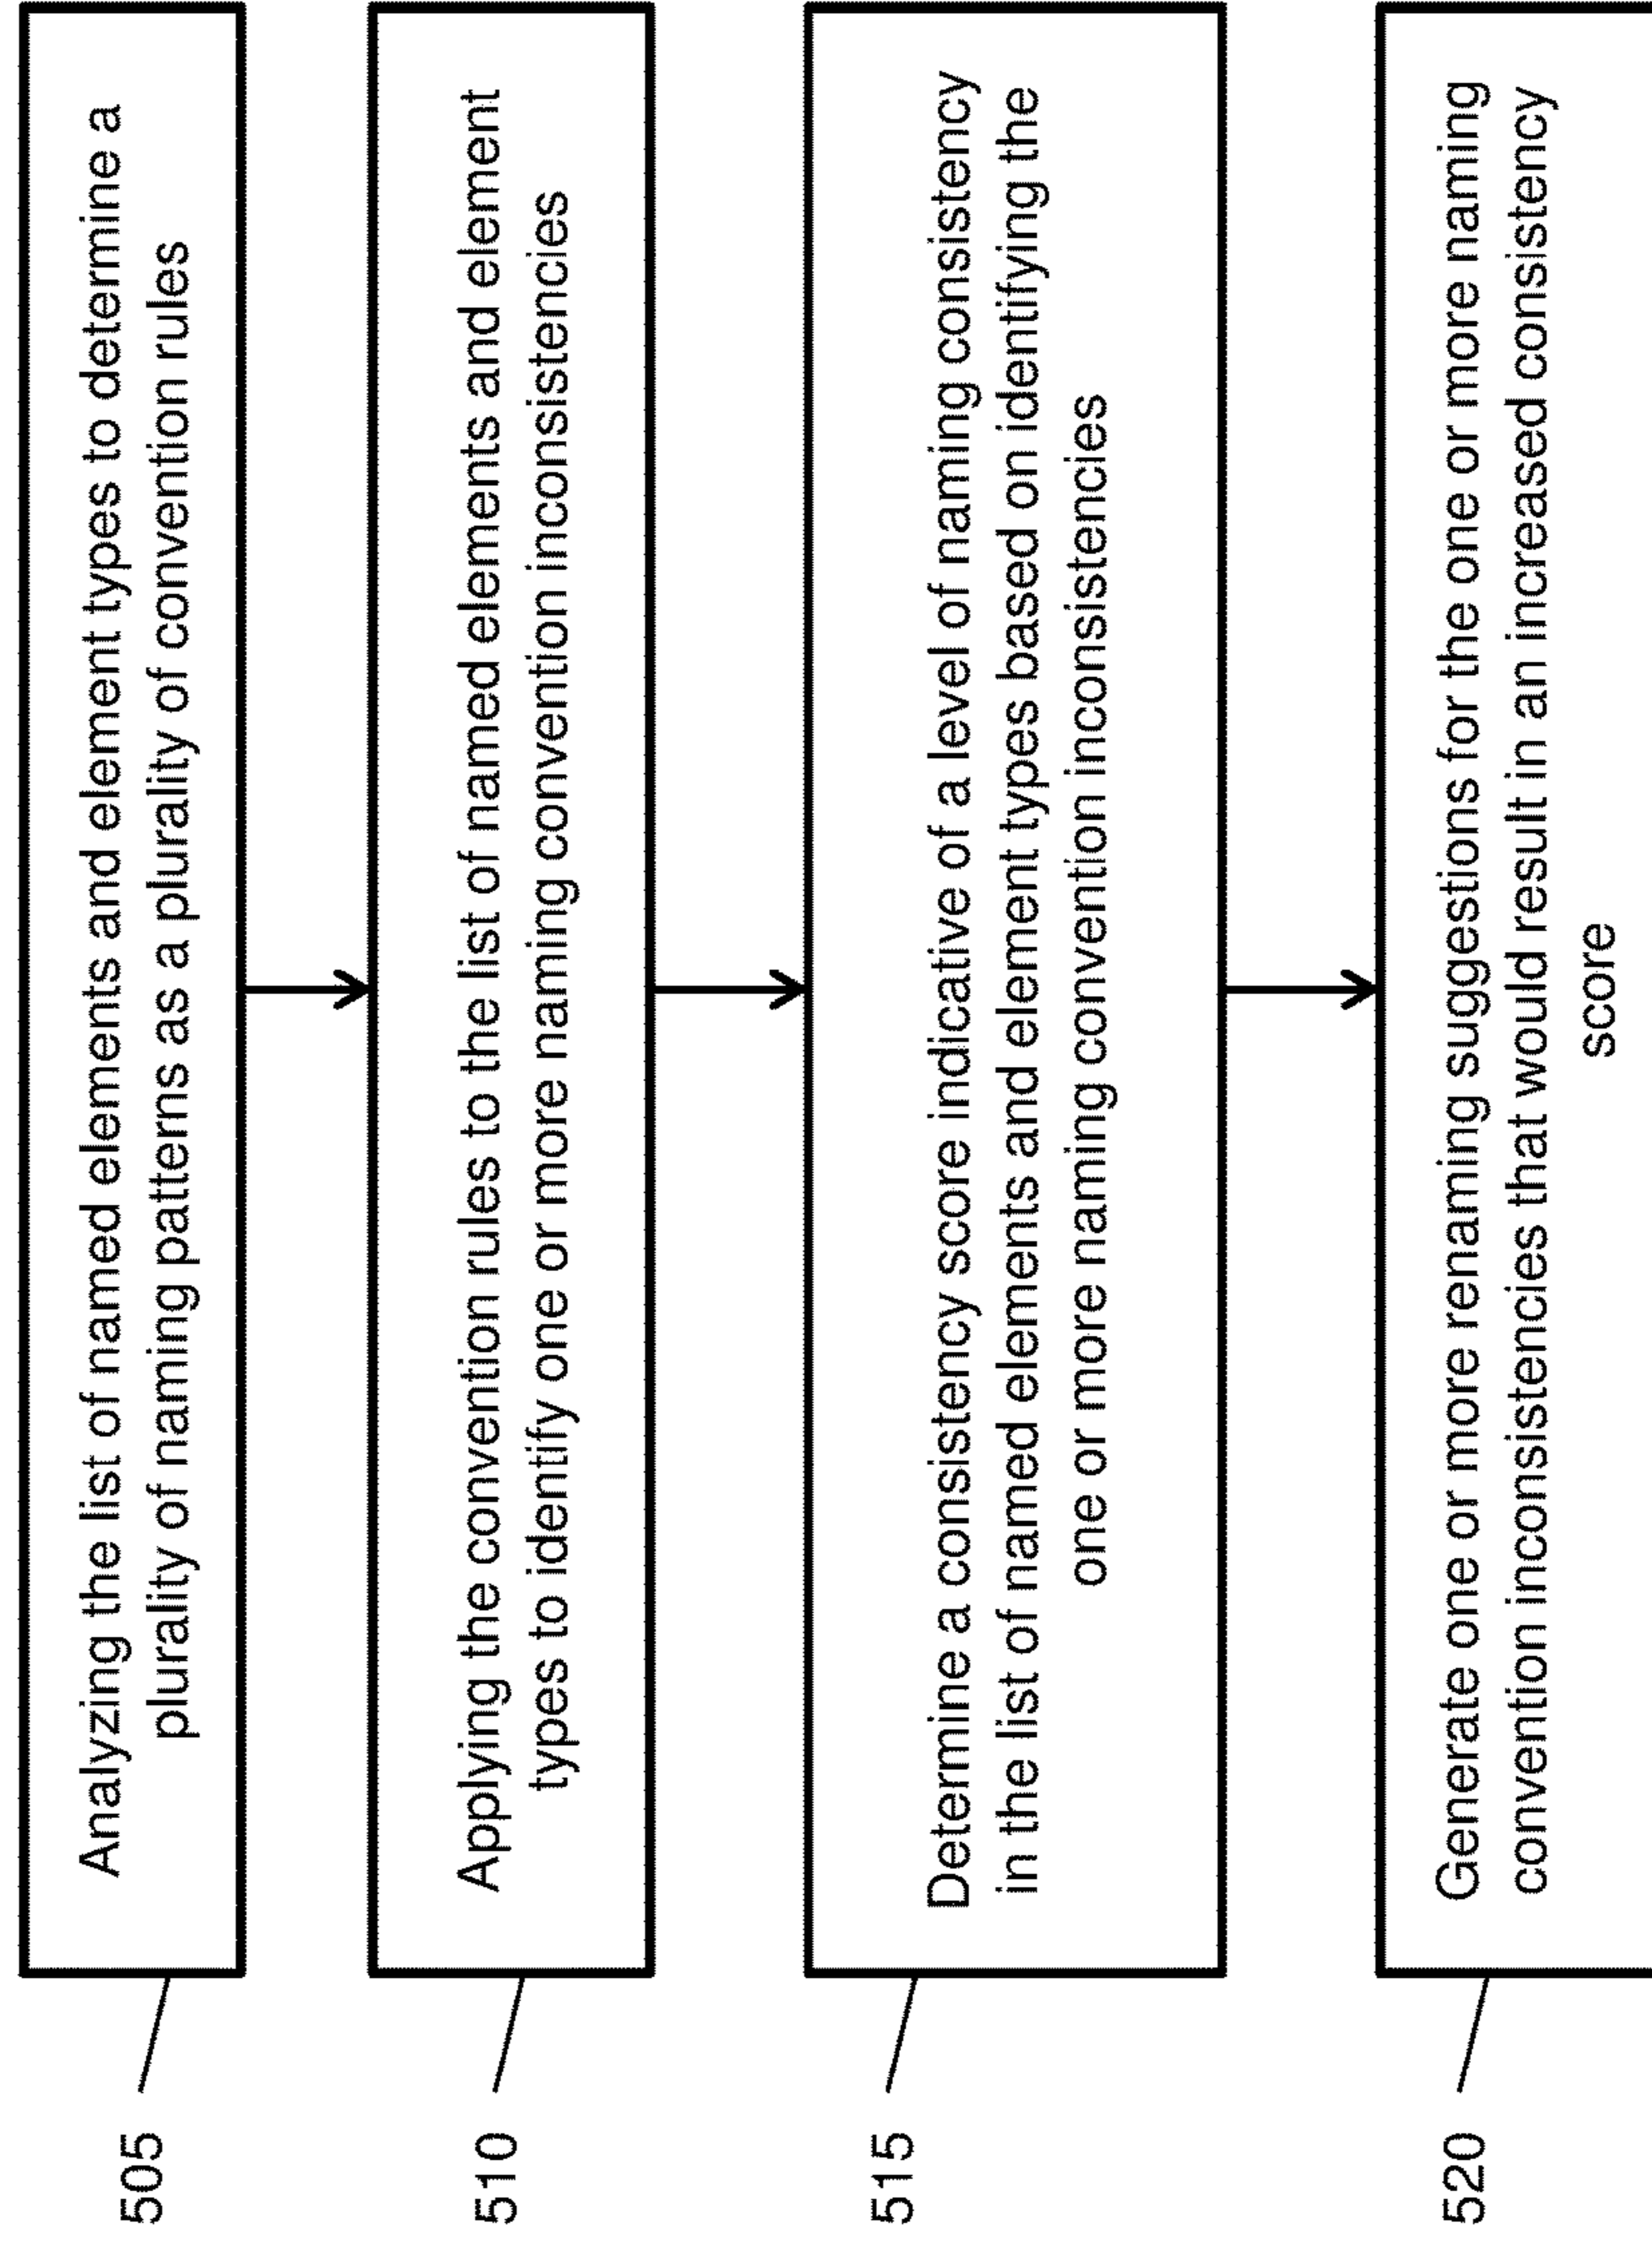 505
Analyzing the list of named elements and element types to determine a
plurality of naming patterns as a plurality of convention rules
510
Applying the convention rules to the list of named elements and element
types to identify one or more naming convention inconsistencies
515
Determine a consistency score indicative of a level of naming consistency
in the list of named elements and element types based on identifying the
one or more naming convention inconsistencies
520
Generate one or more renaming suggestions for the one or more naming
convention inconsistencies that would result in an increased consistency
score